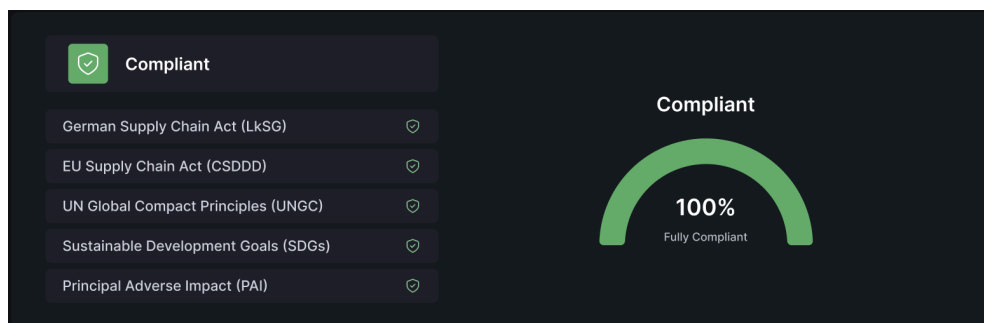 Compliant
German Supply Chain Act (LkSG)
EU Supply Chain Act (CSDDD)
UN Global Compact Principles (UNGC)
Sustainable Development Goals (SDGs)
Principal Adverse Impact (PAI)
Compliant
100%
Fully Compliant